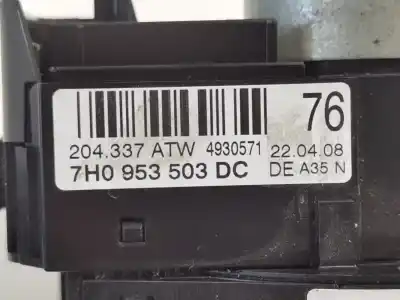 76
204.337 ATW 4930571 22.04.08
7H0 953 503 DC DE A35 N